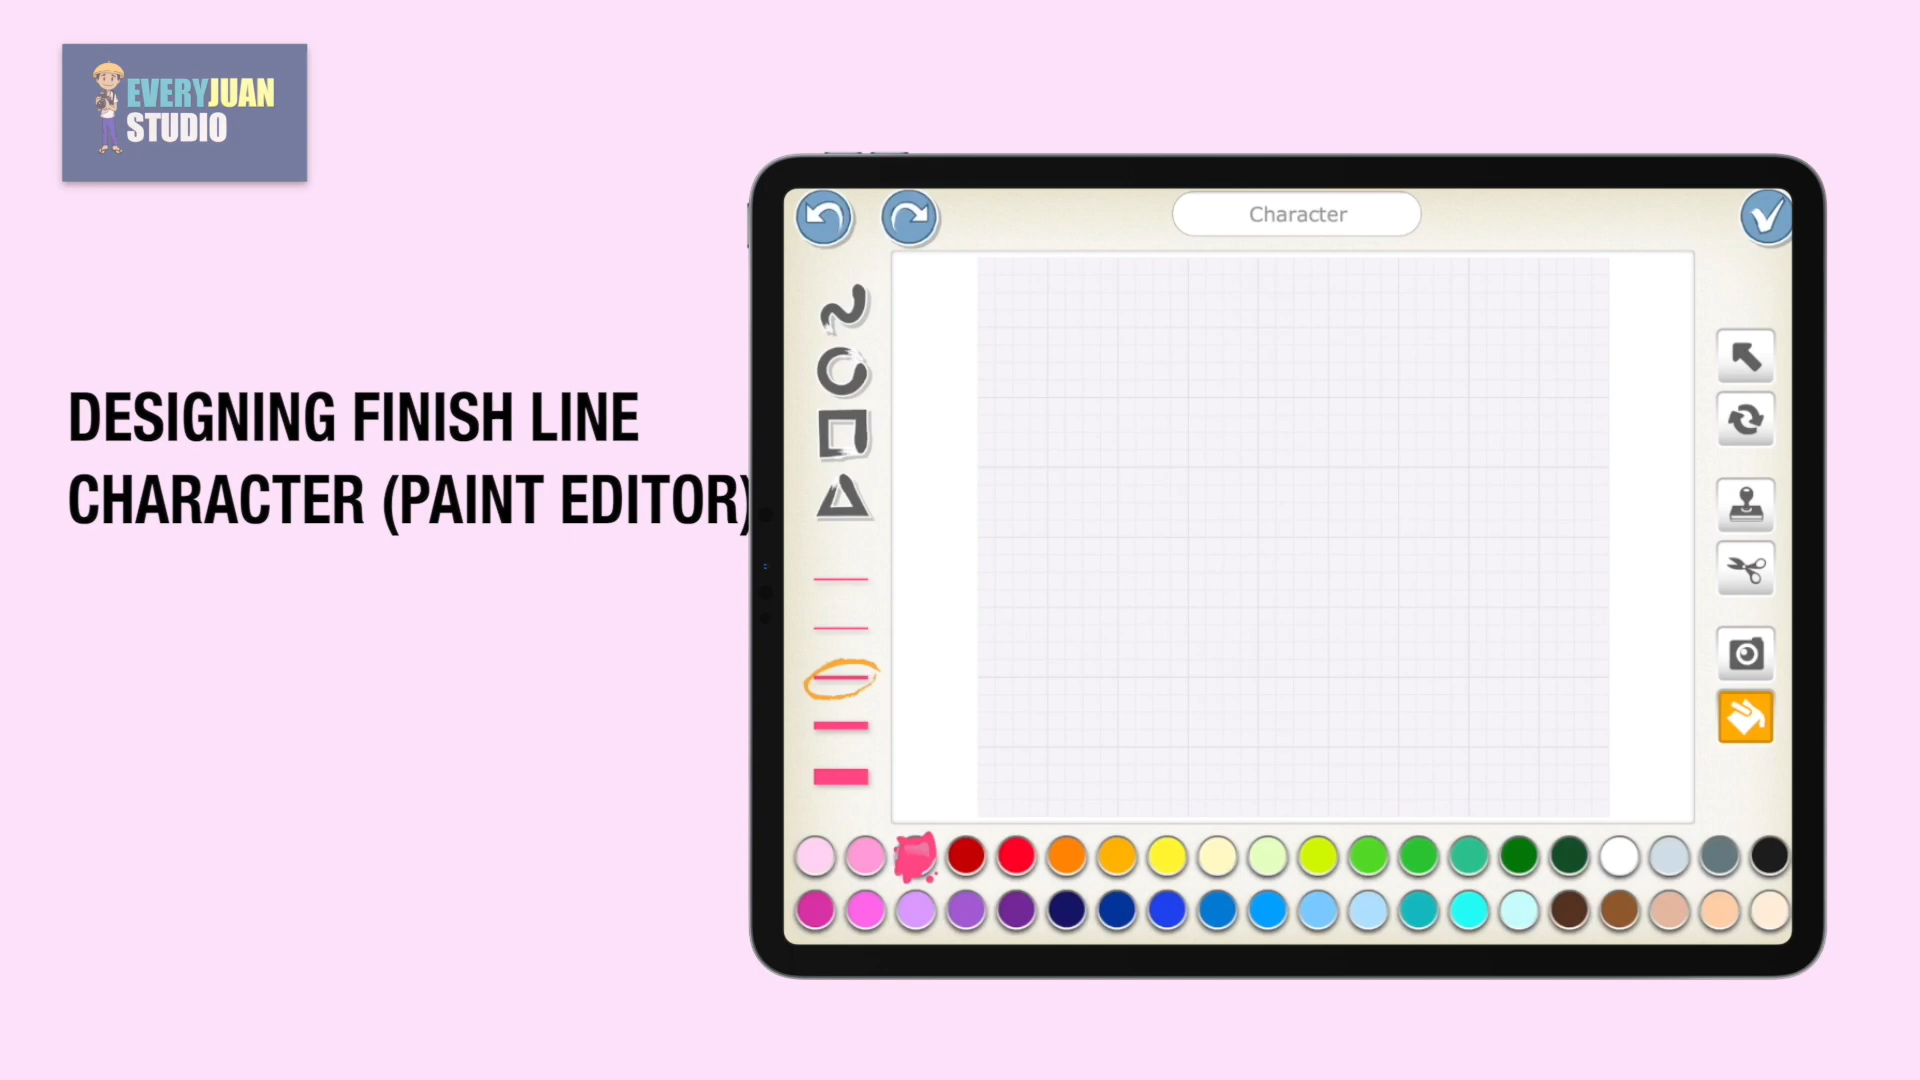 EVERYJUAN
STUDIO
DESIGNING FINISH LINE
CHARACTER (PAINT EDITOR)
Character